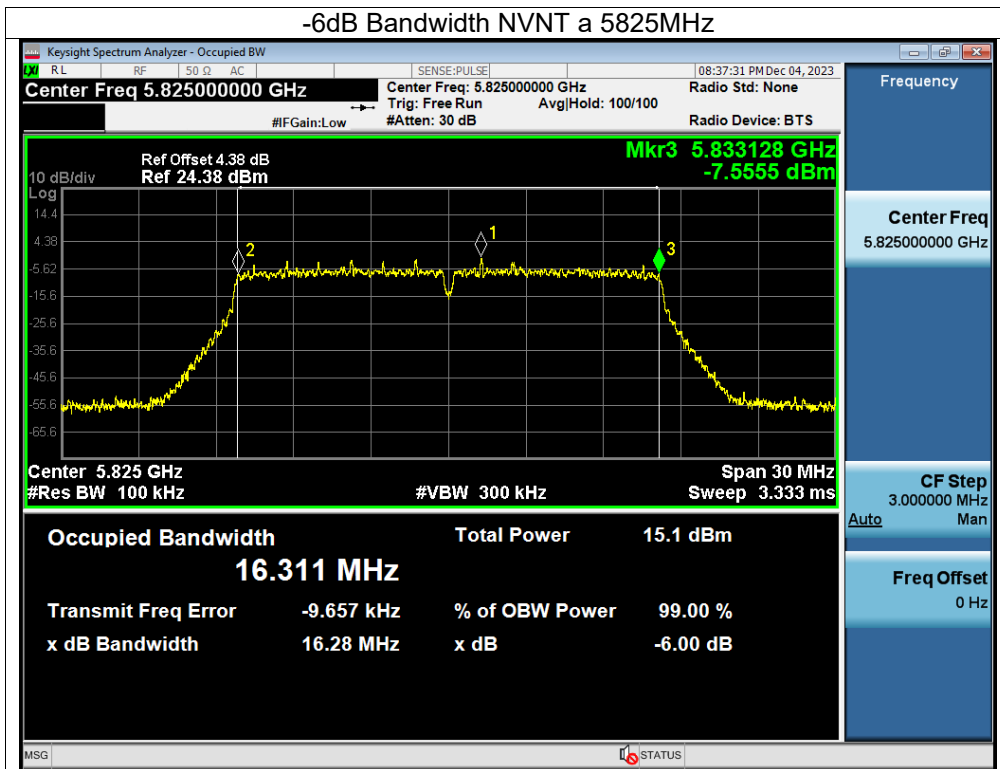 -6dB Bandwidth NVNT a 5825MHz
Keysight Spectrum Analyzer - Occupied BW
LXI RL RF 50 Ω AC SENSE:PULSE 08:37:31 PM Dec 04, 2023
Center Freq 5.825000000 GHz Center Freq: 5.825000000 GHz Radio Std: None
Trig: Free Run Avg|Hold: 100/100
#IFGain:Low #Atten: 30 dB Radio Device: BTS
Frequency
Mkr3 5.833128 GHz
Ref Offset 4.38 dB
10 dB/div Ref 24.38 dBm -7.5555 dBm
Log
14.4
4.38
-5.62
-15.6
-25.6
-35.6
-45.6
-55.6
-65.6
1
2
3
Center 5.825 GHz Span 30 MHz
#Res BW 100 kHz #VBW 300 kHz Sweep 3.333 ms
Center Freq
5.825000000 GHz
CF Step
3.000000 MHz
Auto Man
Freq Offset
0 Hz
Occupied Bandwidth Total Power 15.1 dBm
16.311 MHz
Transmit Freq Error -9.657 kHz % of OBW Power 99.00 %
x dB Bandwidth 16.28 MHz x dB -6.00 dB
MSG STATUS